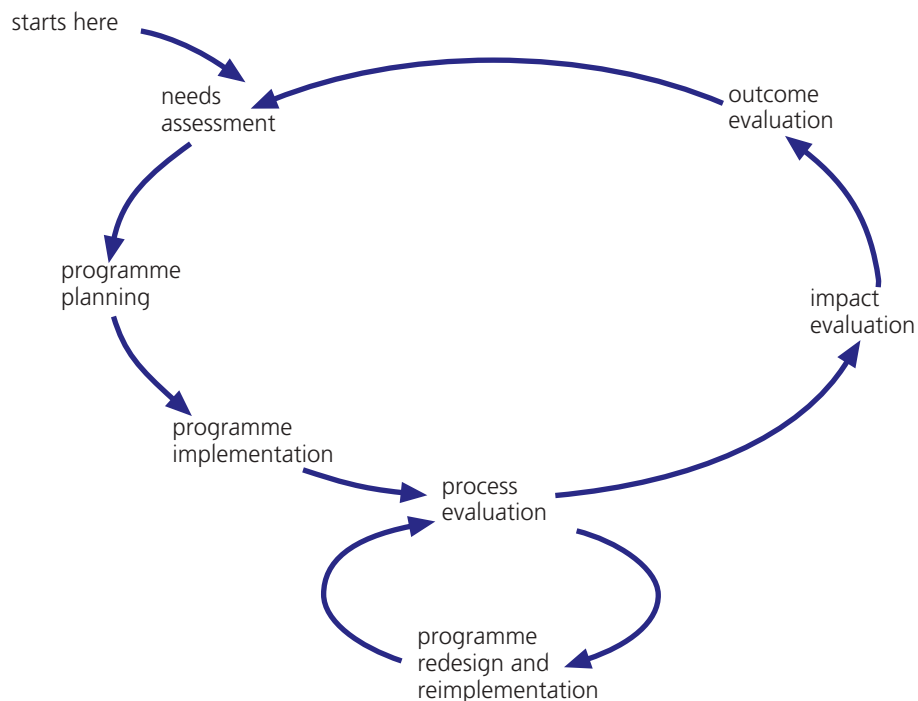 starts here
needs
assessment
outcome
evaluation
programme
planning
impact
evaluation
programme
implementation
process
evaluation
programme
redesign and
reimplementation